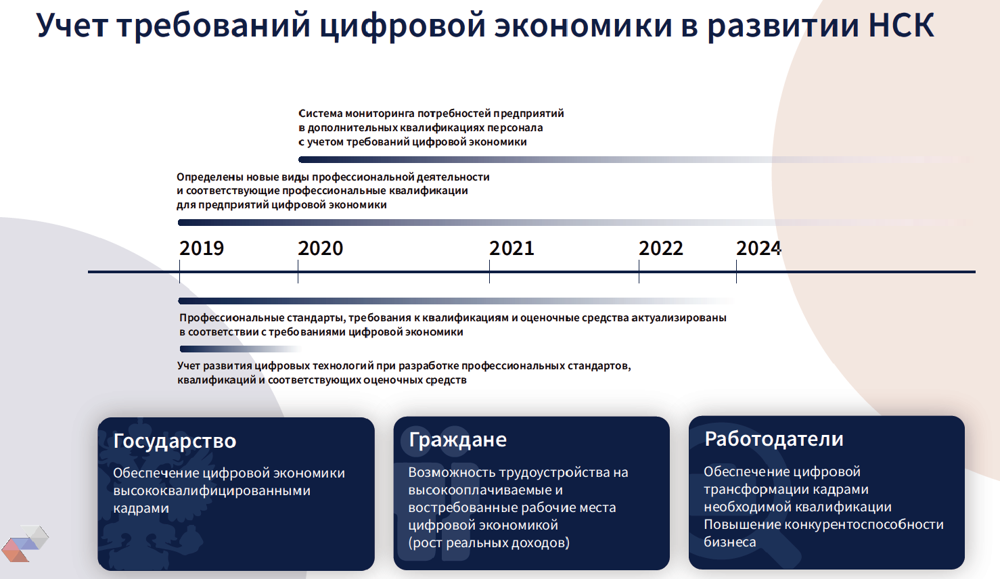 Учет требований цифровой экономики в развитии НСК
Система мониторинга потребностей предприятий
в дополнительных квалификациях персонала
с учетом требований цифровой экономики
Определены новые виды профессиональной деятельности
и соответствующие профессиональные квалификации
для предприятий цифровой экономики
2019 2020 2021 2022 2024
Профессиональные стандарты, требования к квалификациям и оценочные средства актуализированы
в соответствии с требованиями цифровой экономики
Учет развития цифровых технологий при разработке профессиональных стандартов,
квалификаций и соответствующих оценочных средств
Государство
Обеспечение цифровой экономики
высококвалифицированными
кадрами
Граждане
Возможность трудоустройства на
высокооплачиваемые и
востребованные рабочие места
цифровой экономикой
(рост реальных доходов)
Работодатели
Обеспечение цифровой
трансформации кадрами
необходимой квалификации
Повышение конкурентоспособности
бизнеса